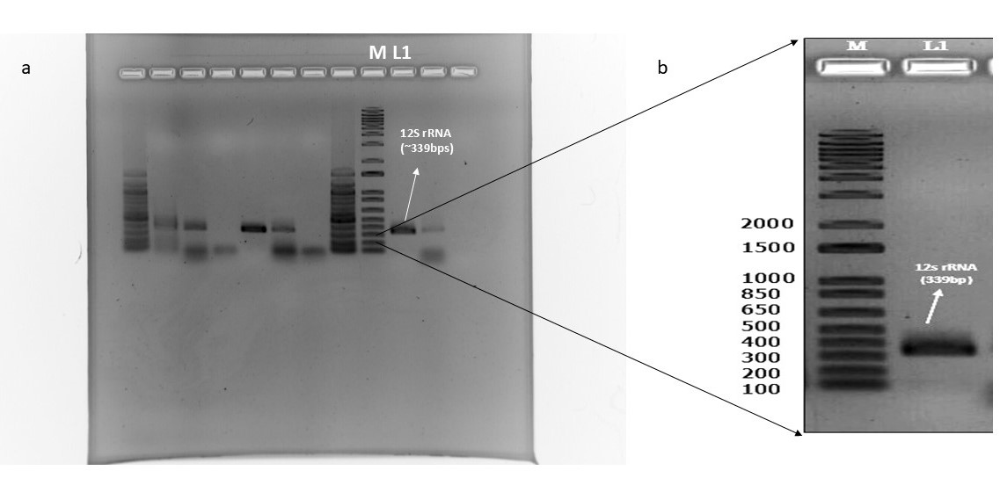 a
M L1
12S rRNA
(~339bps)
b
M L1
12s rRNA
(339bp)
2000
1500
1000
850
650
500
400
300
200
100